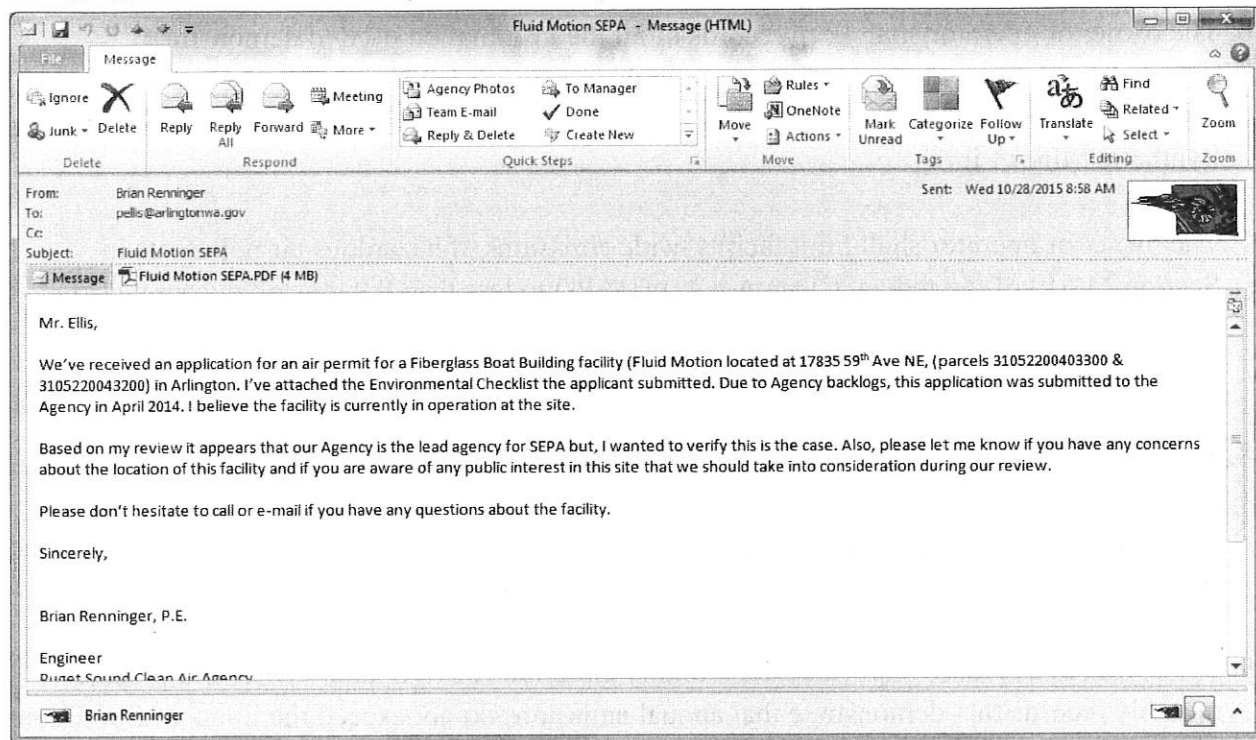 Fluid Motion SEPA - Message (HTML)
File Message
Ignore
Junk
Delete
Reply
Reply All
Forward
Meeting
More
Agency Photos
Team E-mail
Reply & Delete
To Manager
Done
Create New
Move
Rules
OneNote
Actions
Mark Unread
Categorize
Follow Up
Translate
Find
Related
Select
Zoom
Delete Respond Quick Steps Move Tags Editing Zoom
From: Brian Renninger Sent: Wed 10/28/2015 8:58 AM
To: pellis@arlingtonwa.gov
Cc:
Subject: Fluid Motion SEPA
Message Fluid Motion SEPA.PDF (4 MB)
Mr. Ellis,
We've received an application for an air permit for a Fiberglass Boat Building facility (Fluid Motion located at 17835 59th Ave NE, (parcels 31052200403300 &
3105220043200) in Arlington. I've attached the Environmental Checklist the applicant submitted. Due to Agency backlogs, this application was submitted to the
Agency in April 2014. I believe the facility is currently in operation at the site.
Based on my review it appears that our Agency is the lead agency for SEPA but, I wanted to verify this is the case. Also, please let me know if you have any concerns
about the location of this facility and if you are aware of any public interest in this site that we should take into consideration during our review.
Please don't hesitate to call or e-mail if you have any questions about the facility.
Sincerely,
Brian Renninger, P.E.
Engineer
Puget Sound Clean Air Agency
Brian Renninger